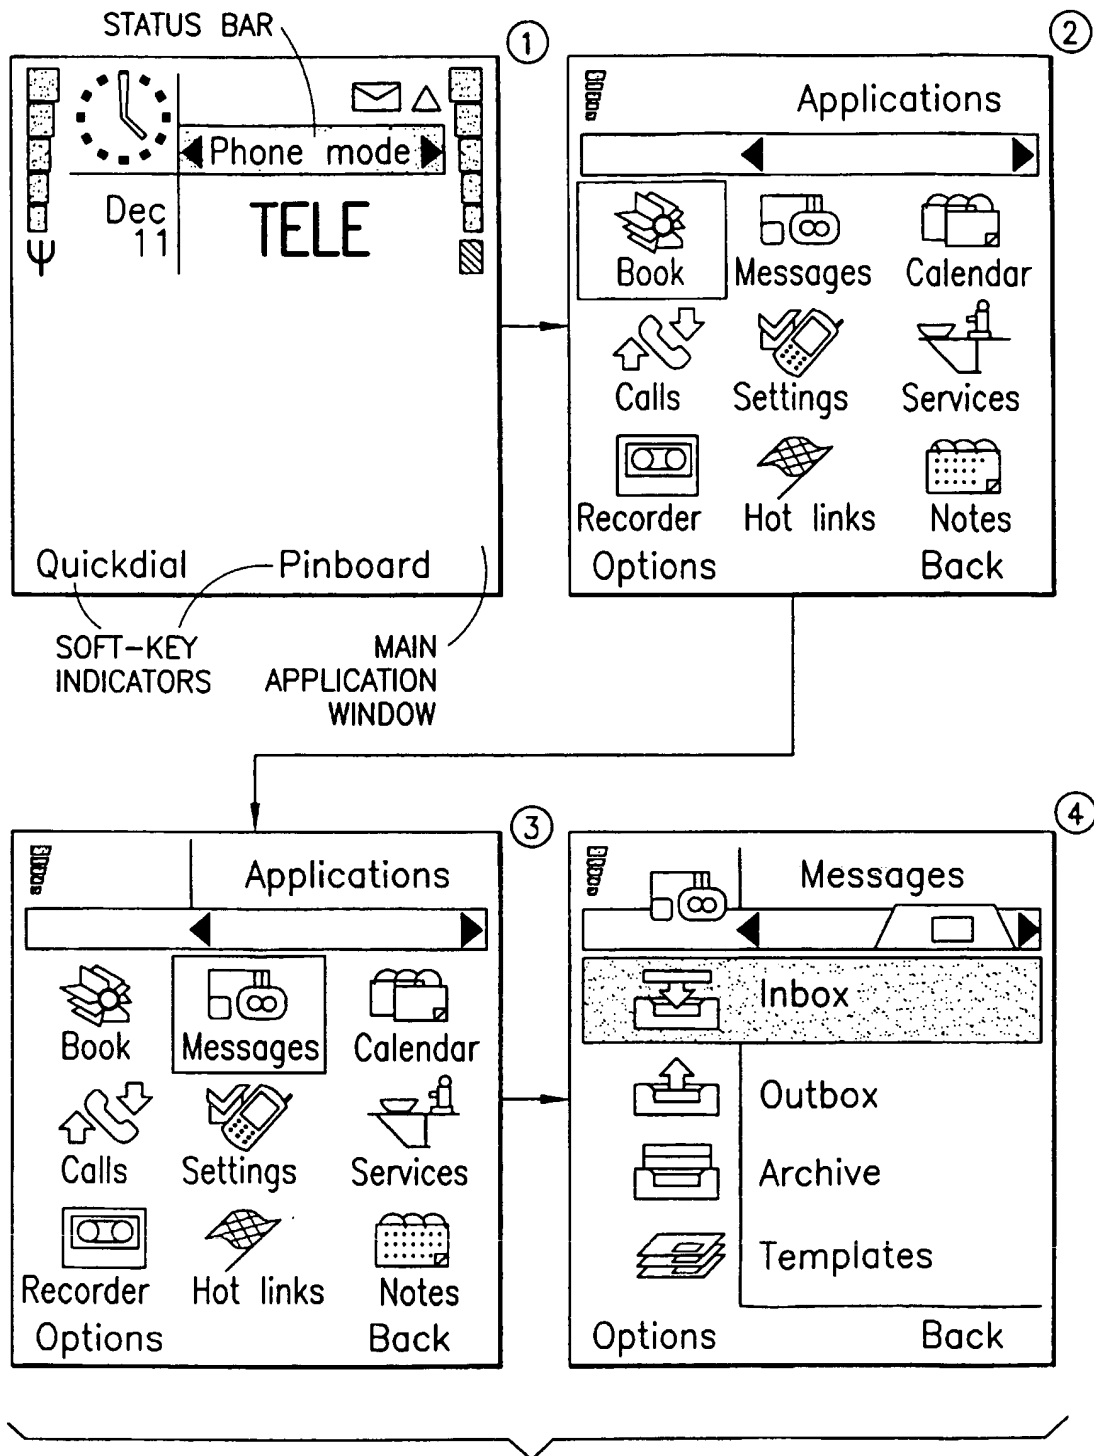 STATUS BAR
1
Phone mode
Dec
11
TELE
Quickdial
Pinboard
SOFT-KEY
INDICATORS
MAIN
APPLICATION
WINDOW
2
Applications
Book
Messages
Calendar
Calls
Settings
Services
Recorder
Hot links
Notes
Options
Back
3
Applications
Book
Messages
Calendar
Calls
Settings
Services
Recorder
Hot links
Notes
Options
Back
4
Messages
Inbox
Outbox
Archive
Templates
Options
Back